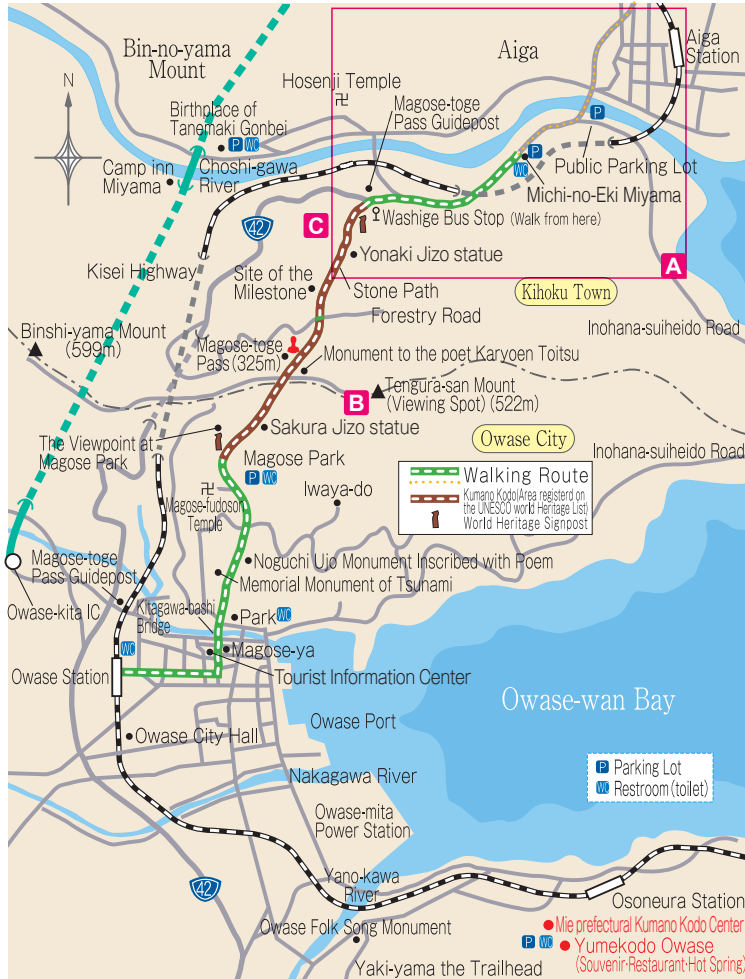 Bin-no-yama
Mount
Aiga
Aiga
Station
N
Hosenji Temple
Birthplace of
Tanemaki Gonbei
P WC
Magose-toge
Pass Guidepost
P
Camp inn
Miyama
Choshi-gawa
River
P
WC
Public Parking Lot
Michi-no-Eki Miyama
42
C
Washige Bus Stop (Walk from here)
Yonaki Jizo statue
Kisei Highway
A
Site of the
Milestone
Stone Path
Kihoku Town
Forestry Road
Inohana-suiheido Road
Binshi-yama Mount
(599m)
Magose-toge
Pass (325m)
Monument to the poet Karyoen Toitsu
B
Tengura-san Mount
(Viewing Spot) (522m)
The Viewpoint at
Magose Park
Sakura Jizo statue
Owase City
Inohana-suiheido Road
Magose Park
P WC
Walking Route
Kumano Kodo(Area registerd on
the UNESCO world Heritage List)
World Heritage Signpost
Magose-fudoson
Temple
Iwaya-do
Magose-toge
Pass Guidepost
Noguchi Ujo Monument Inscribed with Poem
Memorial Monument of Tsunami
Owase-kita IC
Kitagawa-bashi
Bridge
Park WC
WC
Magose-ya
Owase Station
Tourist Information Center
Owase-wan Bay
Owase Port
Owase City Hall
Nakagawa River
P Parking Lot
WC Restroom (toilet)
Owase-mita
Power Station
Yano-kawa
River
42
Osoneura Station
Owase Folk Song Monument
Mie prefectural Kumano Kodo Center
P WC Yumekodo Owase
(Souvenir·Restaurant·Hot Spring)
Yaki-yama the Trailhead